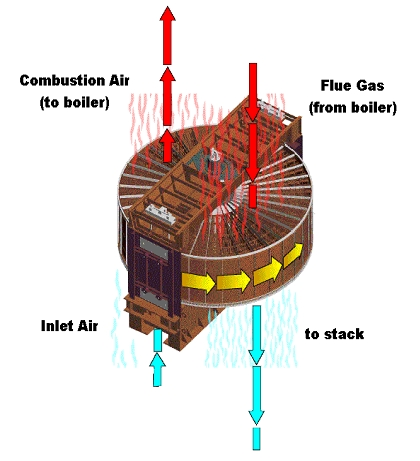 Combustion Air
(to boiler)
Flue Gas
(from boiler)
Inlet Air
to stack